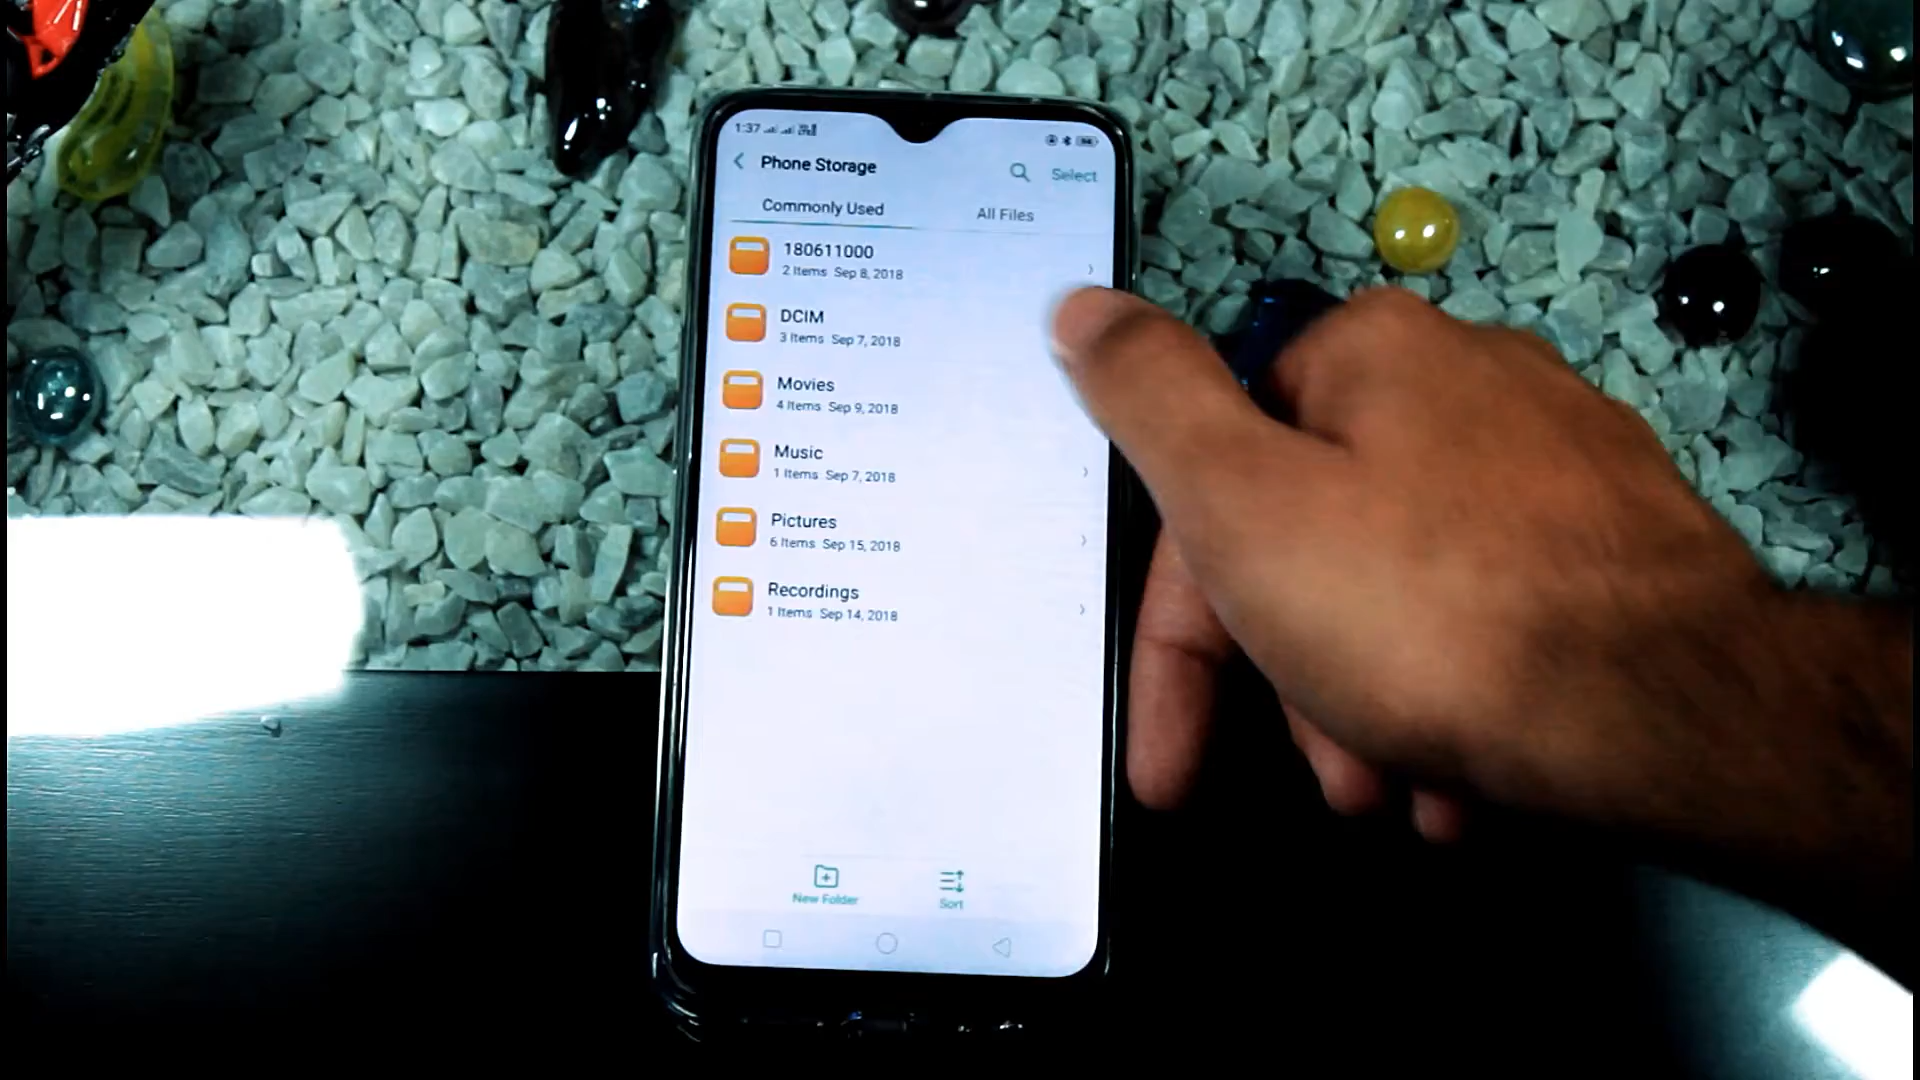 1:37
Phone Storage
Select
Commonly Used
All Files
180611000
2 Items Sep 8, 2018
DCIM
3 Items Sep 7, 2018
Movies
4 Items Sep 9, 2018
Music
1 Items Sep 7, 2018
Pictures
6 Items Sep 15, 2018
Recordings
1 Items Sep 14, 2018
New Folder
Sort